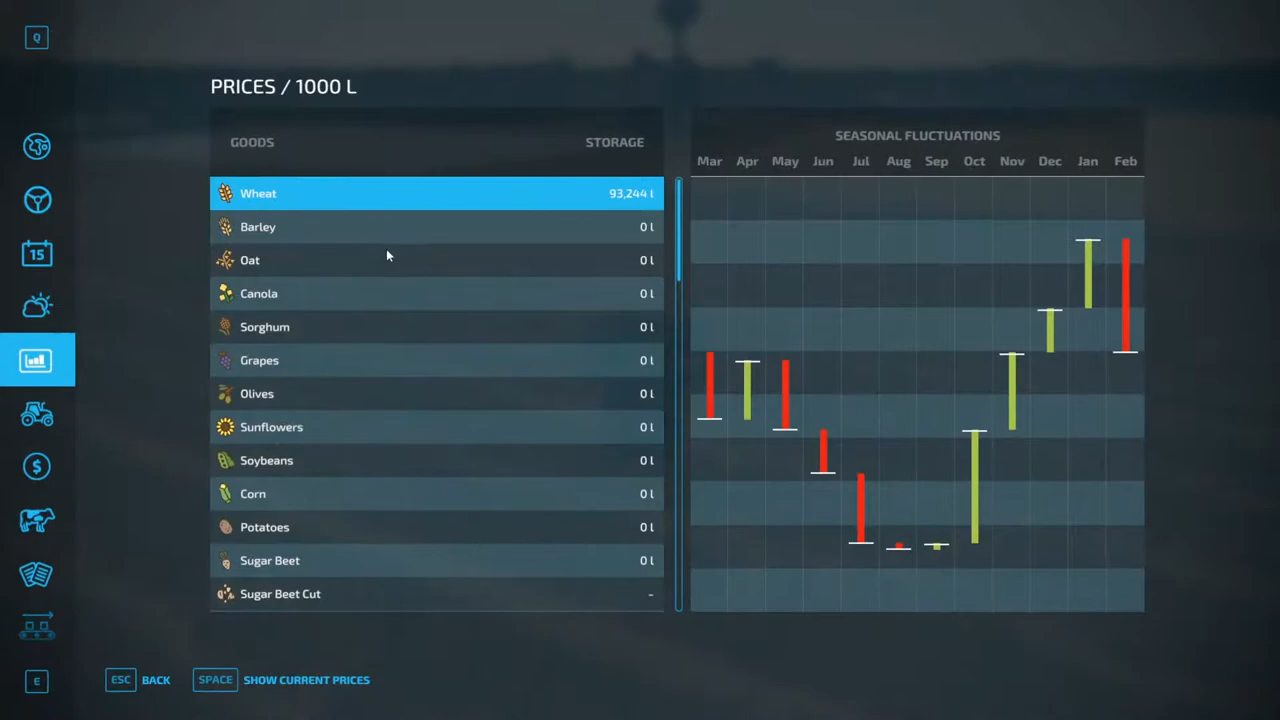 Q
PRICES / 1000 L
GOODS STORAGE
SEASONAL FLUCTUATIONS
Mar Apr May Jun Jul Aug Sep Oct Nov Dec Jan Feb
Wheat 93,244 l
Barley 0 l
Oat 0 l
15
Canola 0 l
Sorghum 0 l
Grapes 0 l
Olives 0 l
Sunflowers 0 l
Soybeans 0 l
$
Corn 0 l
Potatoes 0 l
Sugar Beet 0 l
Sugar Beet Cut -
E
ESC BACK SPACE SHOW CURRENT PRICES